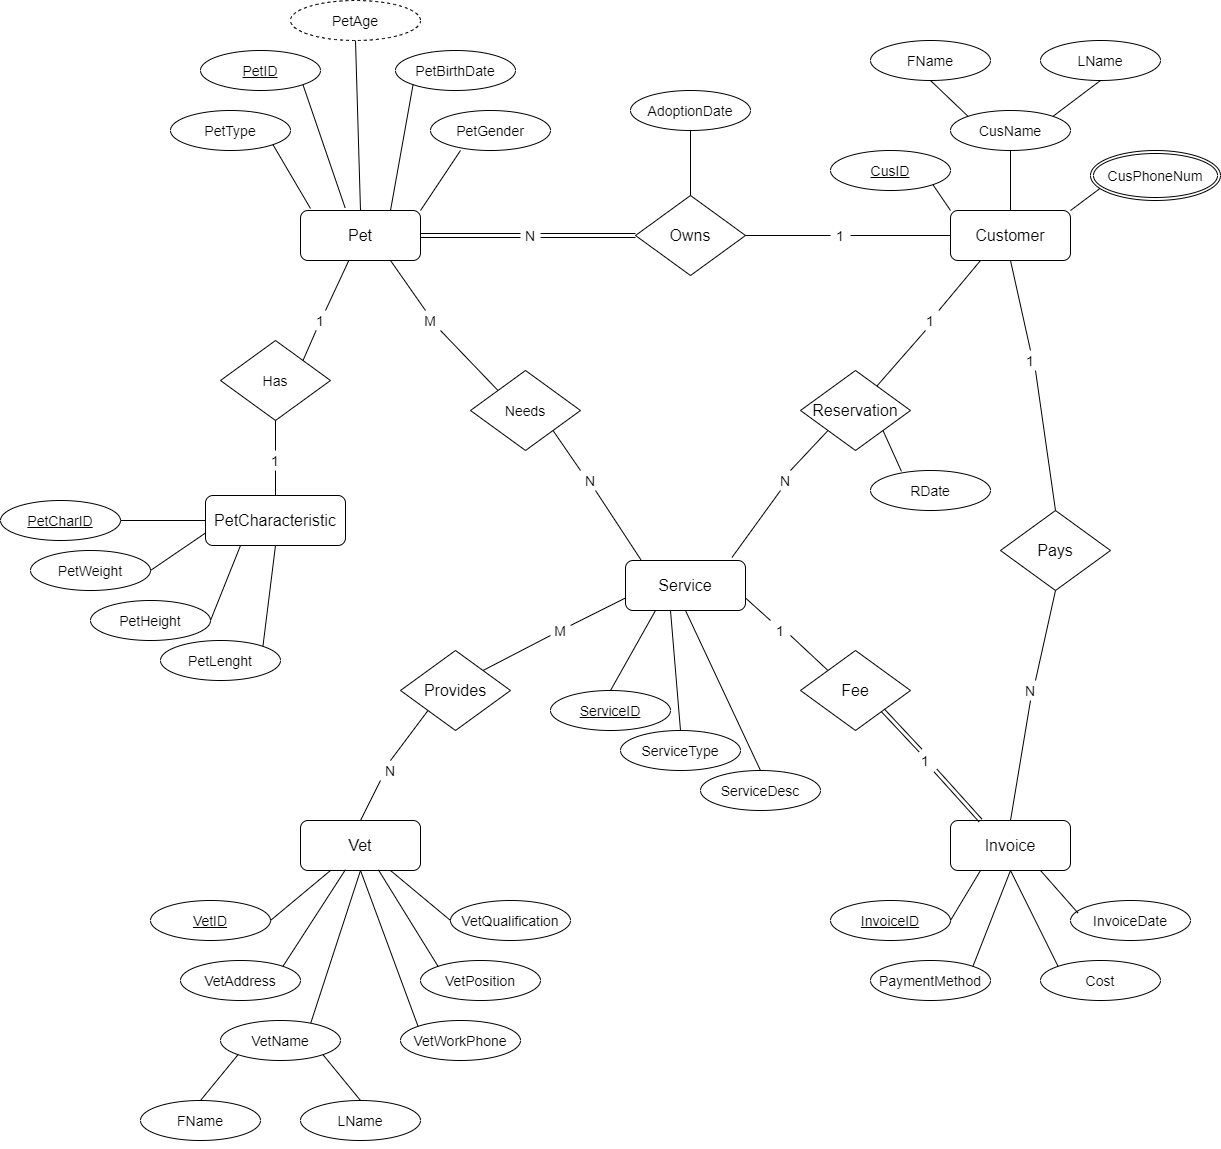 PetAge
FName
LName
PetID
PetBirthDate
AdoptionDate
PetType
PetGender
CusName
CusID
CusPhoneNum
Pet
N
Owns
1
Customer
1
M
1
1
Has
Needs
Reservation
1
N
N
RDate
PetCharID
PetCharacteristic
Pays
PetWeight
Service
PetHeight
M
1
PetLenght
Provides
Fee
N
ServiceID
ServiceType
N
1
ServiceDesc
Vet
Invoice
VetID
VetQualification
InvoiceID
InvoiceDate
VetAddress
VetPosition
PaymentMethod
Cost
VetName
VetWorkPhone
FName
LName